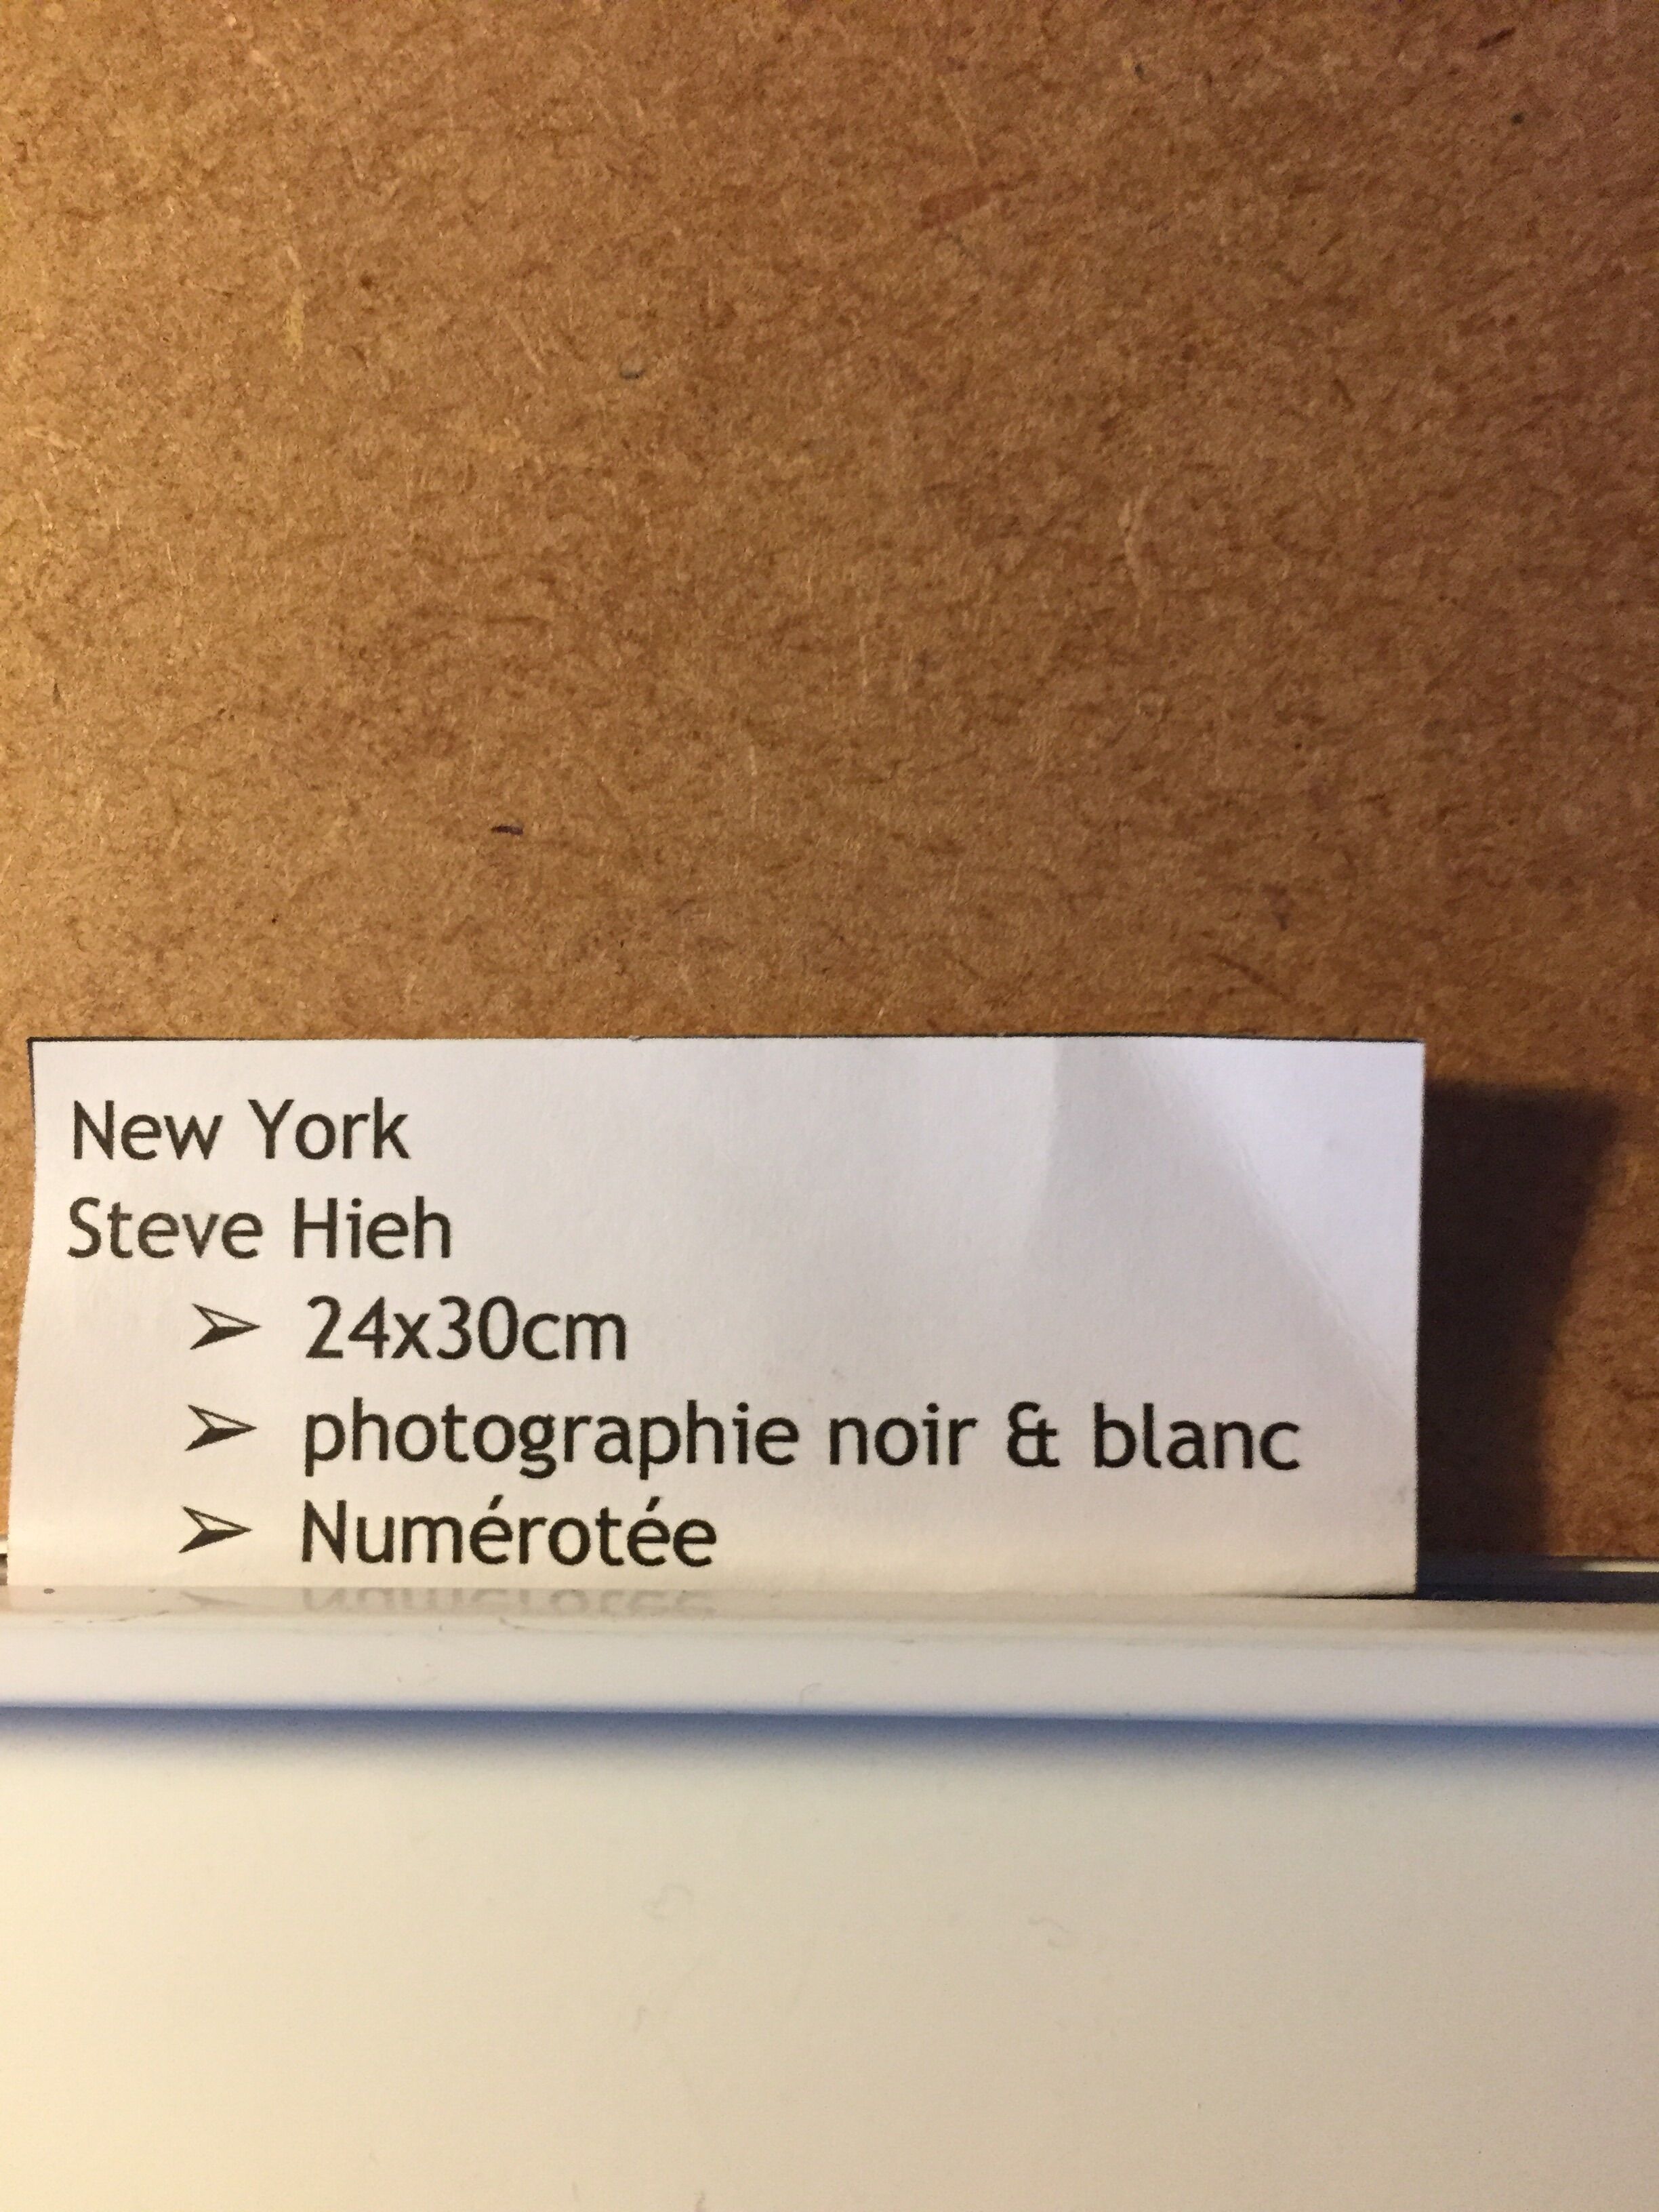 New York
Steve Hieh
➢ 24x30cm
➢ photographie noir & blanc
➢ Numérotée